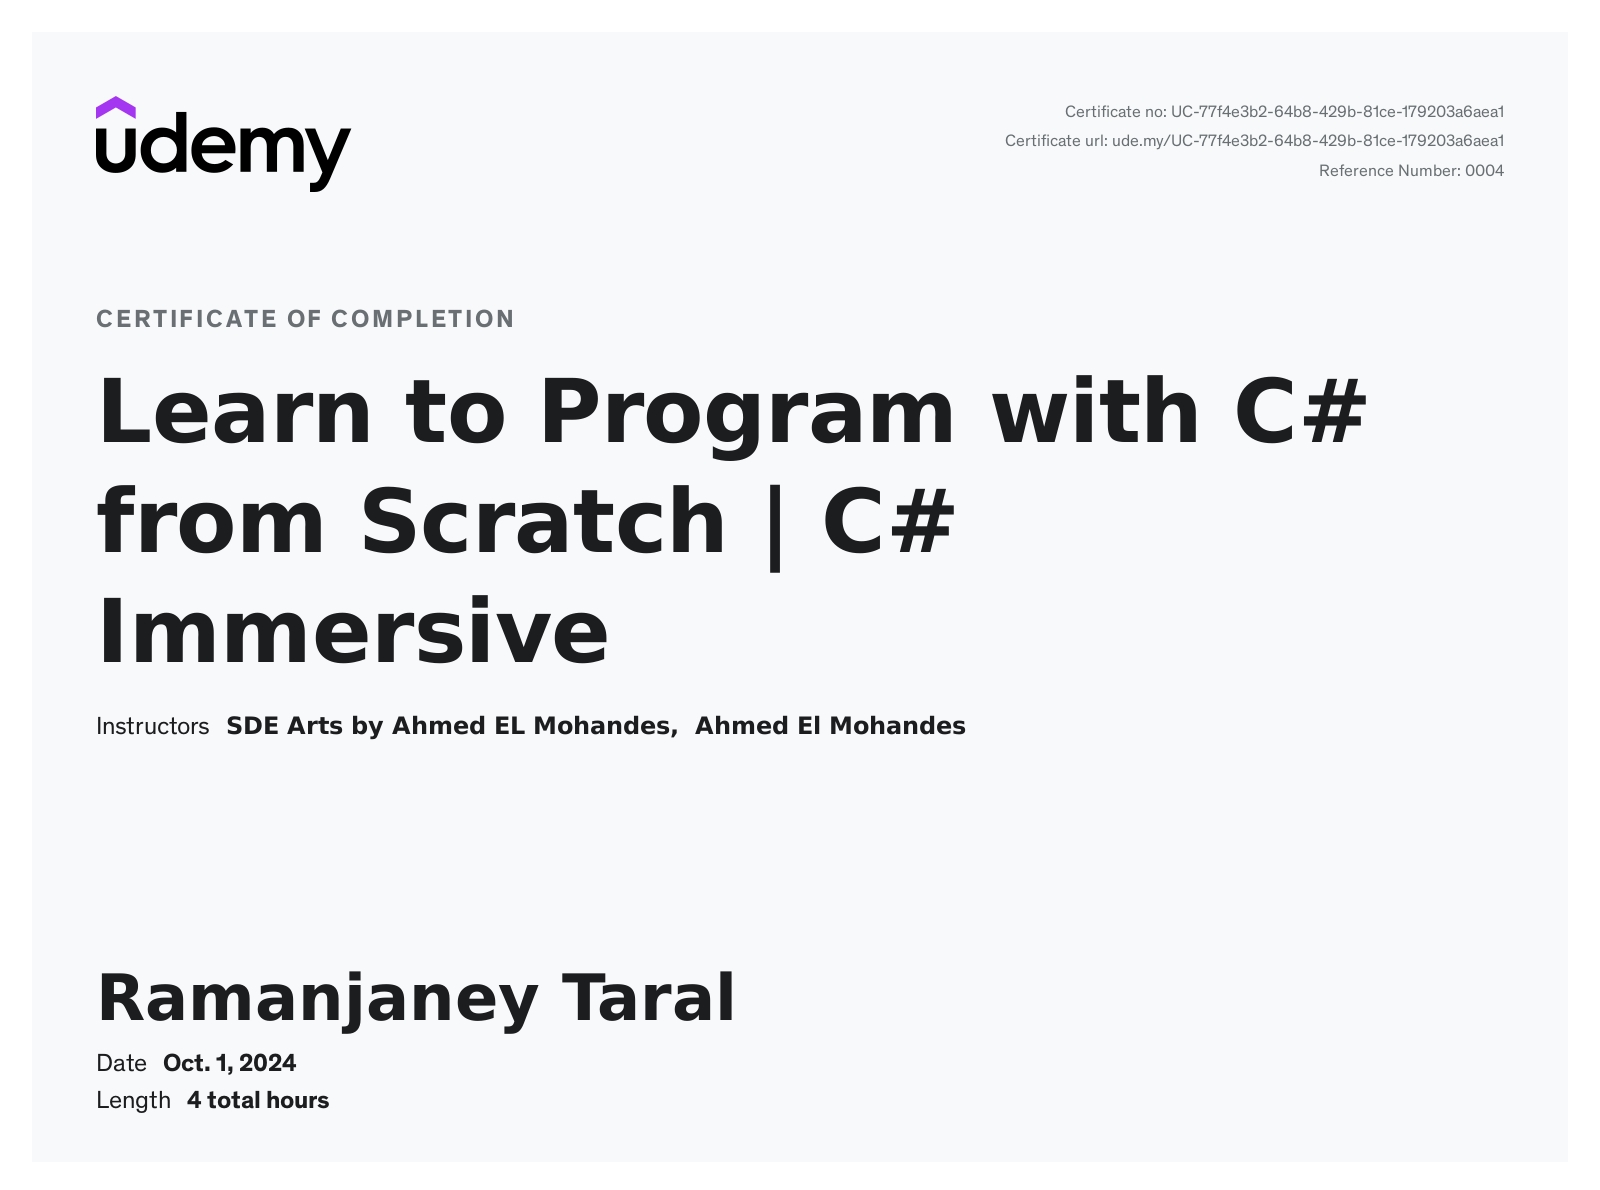 udemy
Certificate no: UC-77f4e3b2-64b8-429b-81ce-179203a6aea1
Certificate url: ude.my/UC-77f4e3b2-64b8-429b-81ce-179203a6aea1
Reference Number: 0004
CERTIFICATE OF COMPLETION
Learn to Program with C#
from Scratch | C#
Immersive
Instructors SDE Arts by Ahmed EL Mohandes, Ahmed El Mohandes
Ramanjaney Taral
Date Oct. 1, 2024
Length 4 total hours